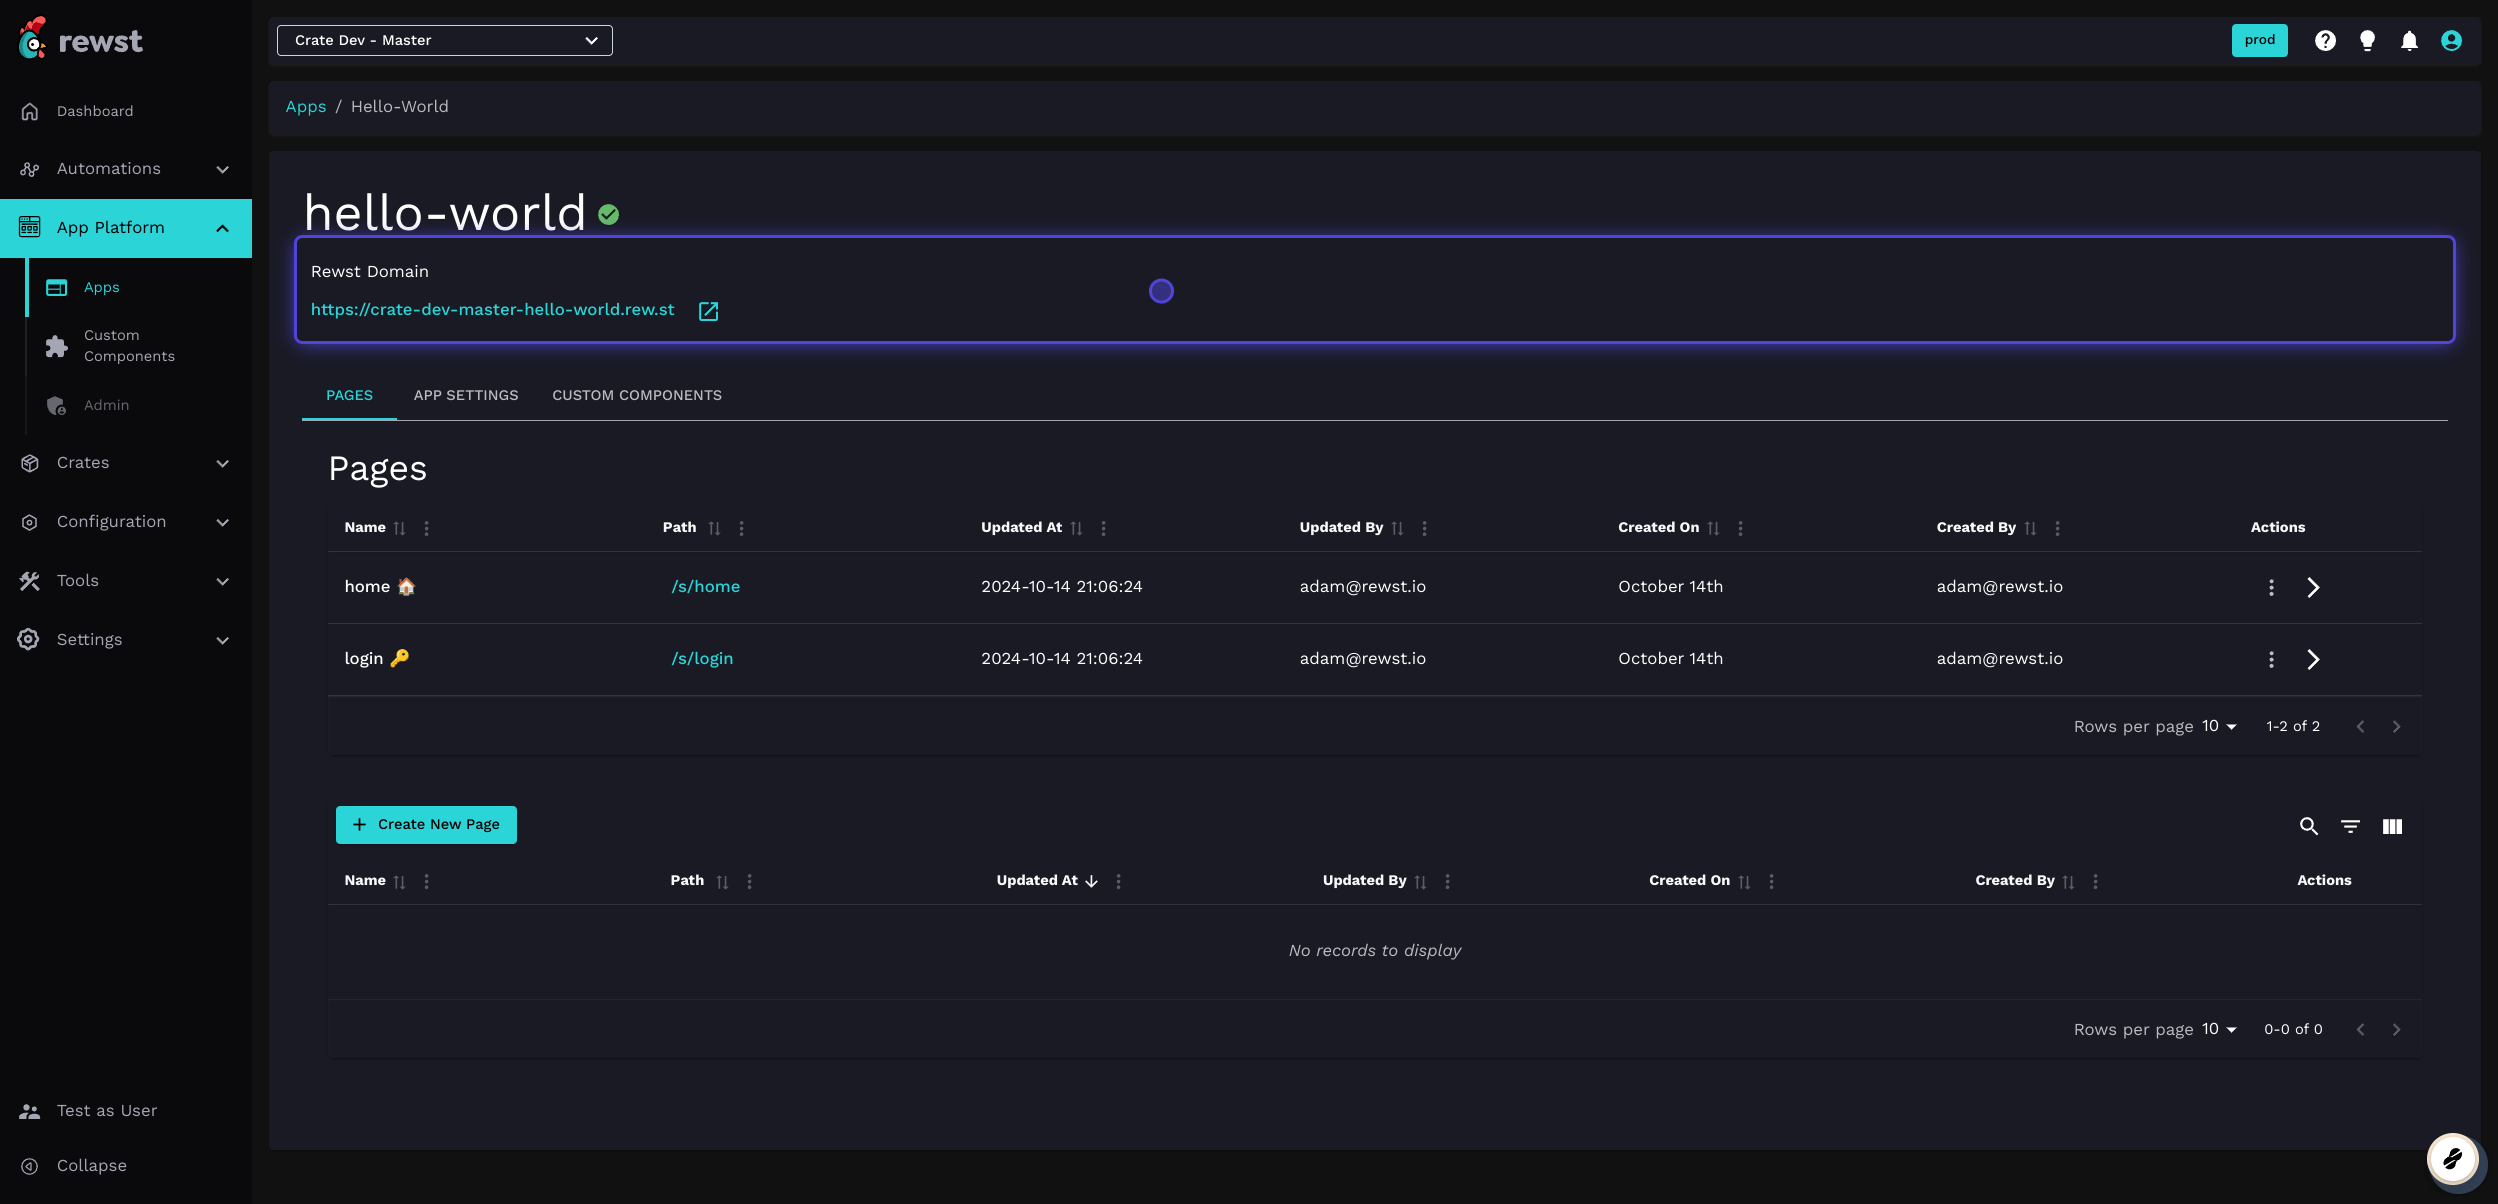 rewst
Crate Dev - Master
prod
Dashboard
Automations
App Platform
Apps
Custom
Components
Admin
Crates
Configuration
Tools
Settings
Test as User
Collapse
Apps / Hello-World
hello-world
Rewst Domain
https://crate-dev-master-hello-world.rew.st
PAGES APP SETTINGS CUSTOM COMPONENTS
Pages
Name Path Updated At Updated By Created On Created By Actions
home /s/home 2024-10-14 21:06:24 adam@rewst.io October 14th adam@rewst.io
login /s/login 2024-10-14 21:06:24 adam@rewst.io October 14th adam@rewst.io
Rows per page 10 1-2 of 2
Create New Page
Name Path Updated At Updated By Created On Created By Actions
No records to display
Rows per page 10 0-0 of 0